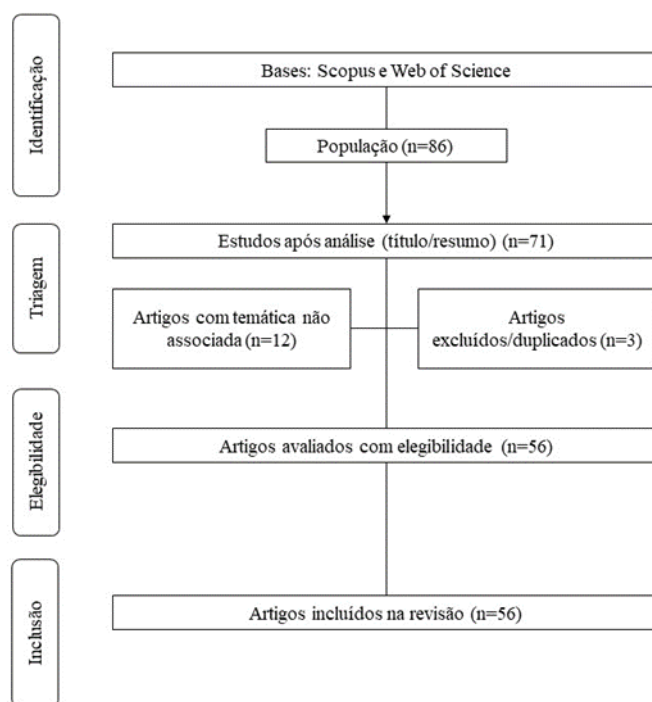 Identificação
Bases: Scopus e Web of Science
População (n=86)
Triagem
Estudos após análise (título/resumo) (n=71)
Artigos com temática não
associada (n=12)
Artigos
excluídos/duplicados (n=3)
Elegibilidade
Artigos avaliados com elegibilidade (n=56)
Inclusão
Artigos incluídos na revisão (n=56)